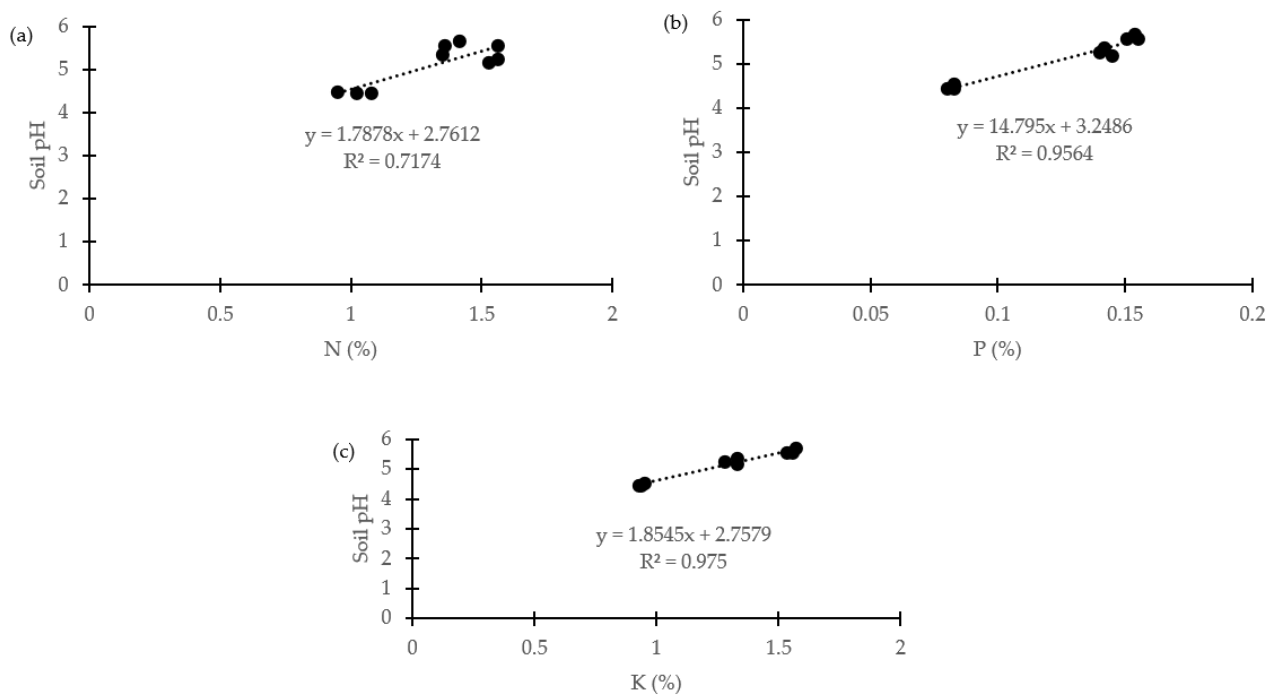 (a)
6
5
4
3
2
1
0
Soil pH
y = 1.7878x + 2.7612
R² = 0.7174
0 0.5 1 1.5 2
N (%)
(b)
6
5
4
3
2
1
0
Soil pH
y = 14.795x + 3.2486
R² = 0.9564
0 0.05 0.1 0.15 0.2
P (%)
(c)
6
5
4
3
2
1
0
Soil pH
y = 1.8545x + 2.7579
R² = 0.975
0 0.5 1 1.5 2
K (%)